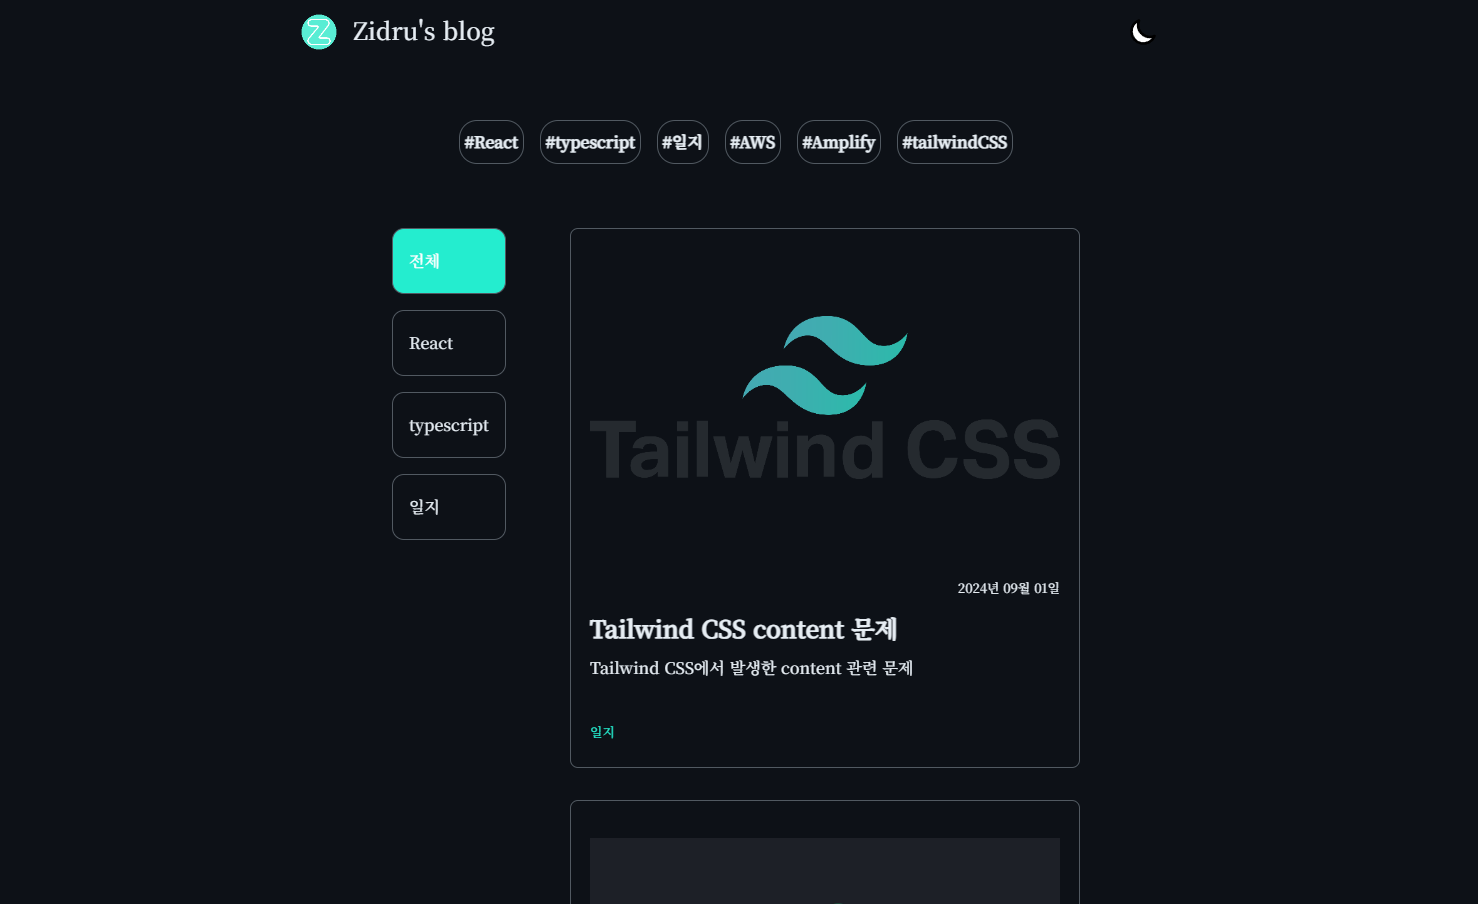 Zidru's blog
#React #typescript #일지 #AWS #Amplify #tailwindCSS
전체
React
typescript
일지
Tailwind CSS
2024년 09월 01일
Tailwind CSS content 문제
Tailwind CSS에서 발생한 content 관련 문제
일지